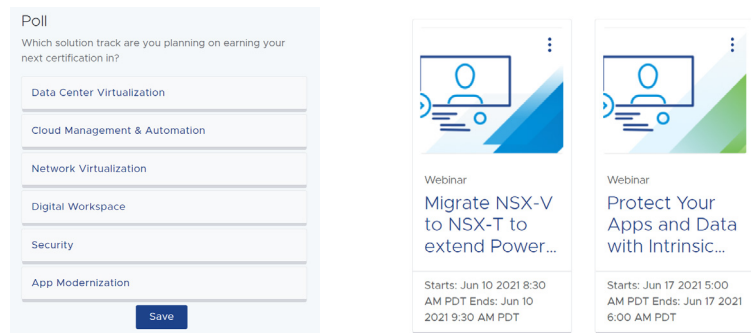 Poll
Which solution track are you planning on earning your
next certification in?
Data Center Virtualization
Cloud Management & Automation
Network Virtualization
Digital Workspace
Security
App Modernization
Save
Webinar
Migrate NSX-V
to NSX-T to
extend Power...
Starts: Jun 10 2021 8:30
AM PDT Ends: Jun 10
2021 9:30 AM PDT
Webinar
Protect Your
Apps and Data
with Intrinsic...
Starts: Jun 17 2021 5:00
AM PDT Ends: Jun 17 2021
6:00 AM PDT